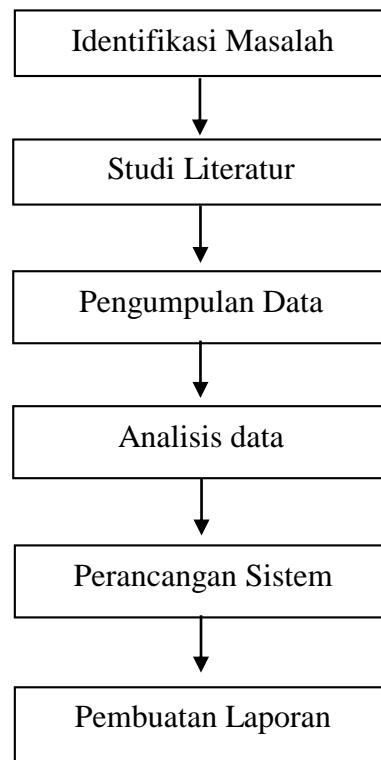 Identifikasi Masalah
Studi Literatur
Pengumpulan Data
Analisis data
Perancangan Sistem
Pembuatan Laporan